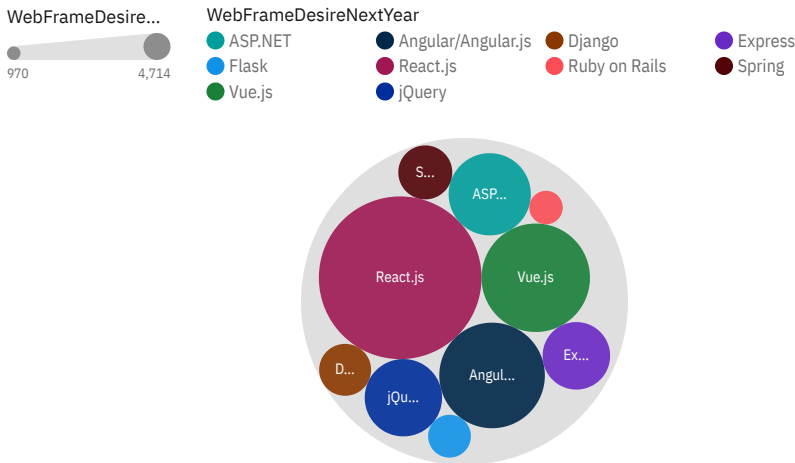 WebFrameDesire...
970 4,714
WebFrameDesireNextYear
ASP.NET Angular/Angular.js Django Express
Flask React.js Ruby on Rails Spring
Vue.js jQuery
S...
ASP...
React.js Vue.js
Ex...
D... Angul...
jQu...